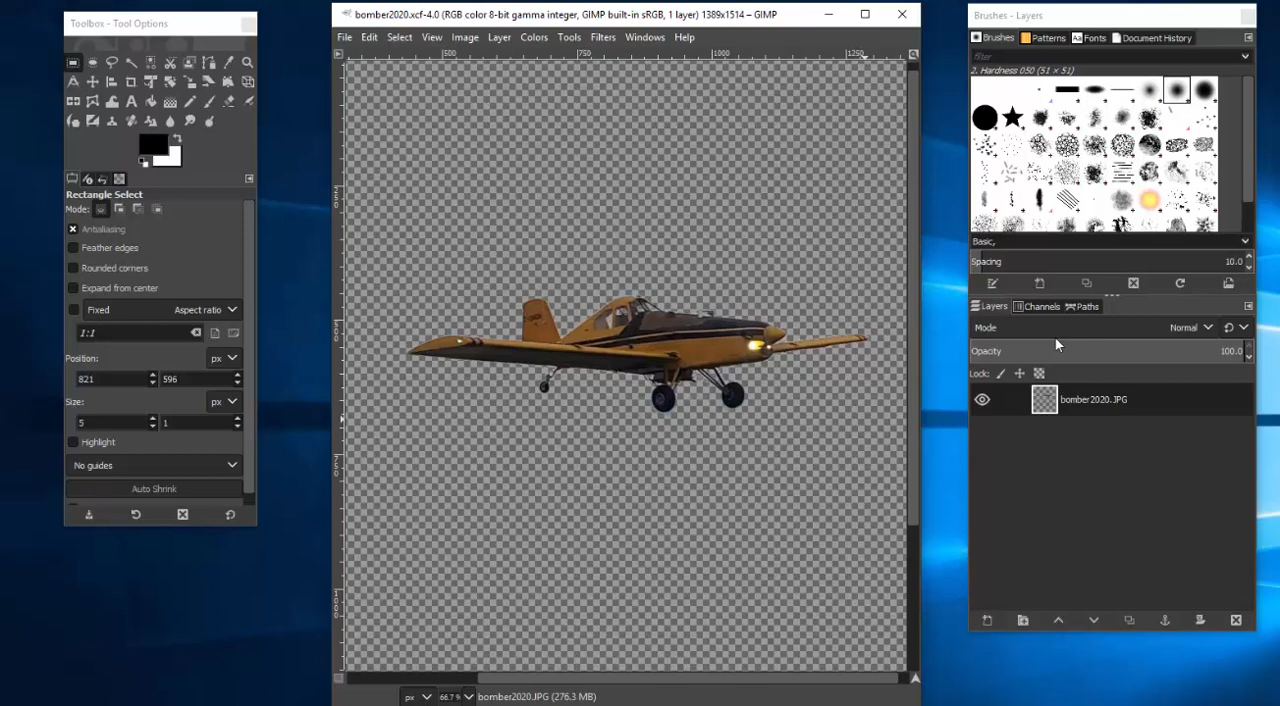 Toolbox - Tool Options
Rectangle Select
Mode:
Antialiasing
Feather edges
Rounded corners
Expand from center
Fixed Aspect ratio
1:1
Position:
px
821 596
Size:
px
5 1
Highlight
No guides
Auto Shrink
bomber2020.xcf-4.0 (RGB color 8-bit gamma integer, GIMP built-in sRGB, 1 layer) 1389x1514 – GIMP
File Edit Select View Image Layer Colors Tools Filters Windows Help
500 750 1000 1250
px 66.7 % bomber2020.JPG (276.3 MB)
Brushes - Layers
Brushes Patterns Fonts Document History
filter
2. Hardness 050 (51 × 51)
Basic,
Spacing 10.0
Layers Channels Paths
Mode Normal
Opacity 100.0
Lock:
bomber2020.JPG